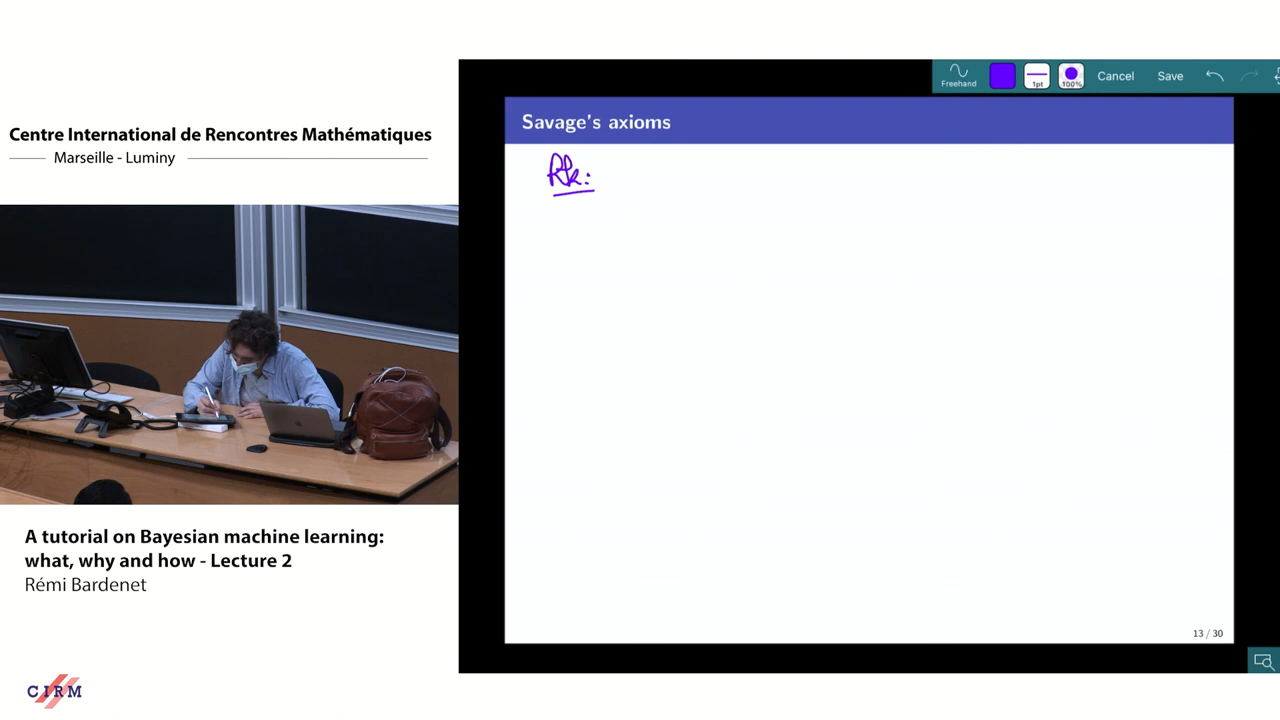 Centre International de Rencontres Mathématiques
Marseille - Luminy
A tutorial on Bayesian machine learning:
what, why and how - Lecture 2
Rémi Bardenet
CIRM
Freehand
1pt
100%
Cancel
Save
Savage's axioms
Rk:
13 / 30